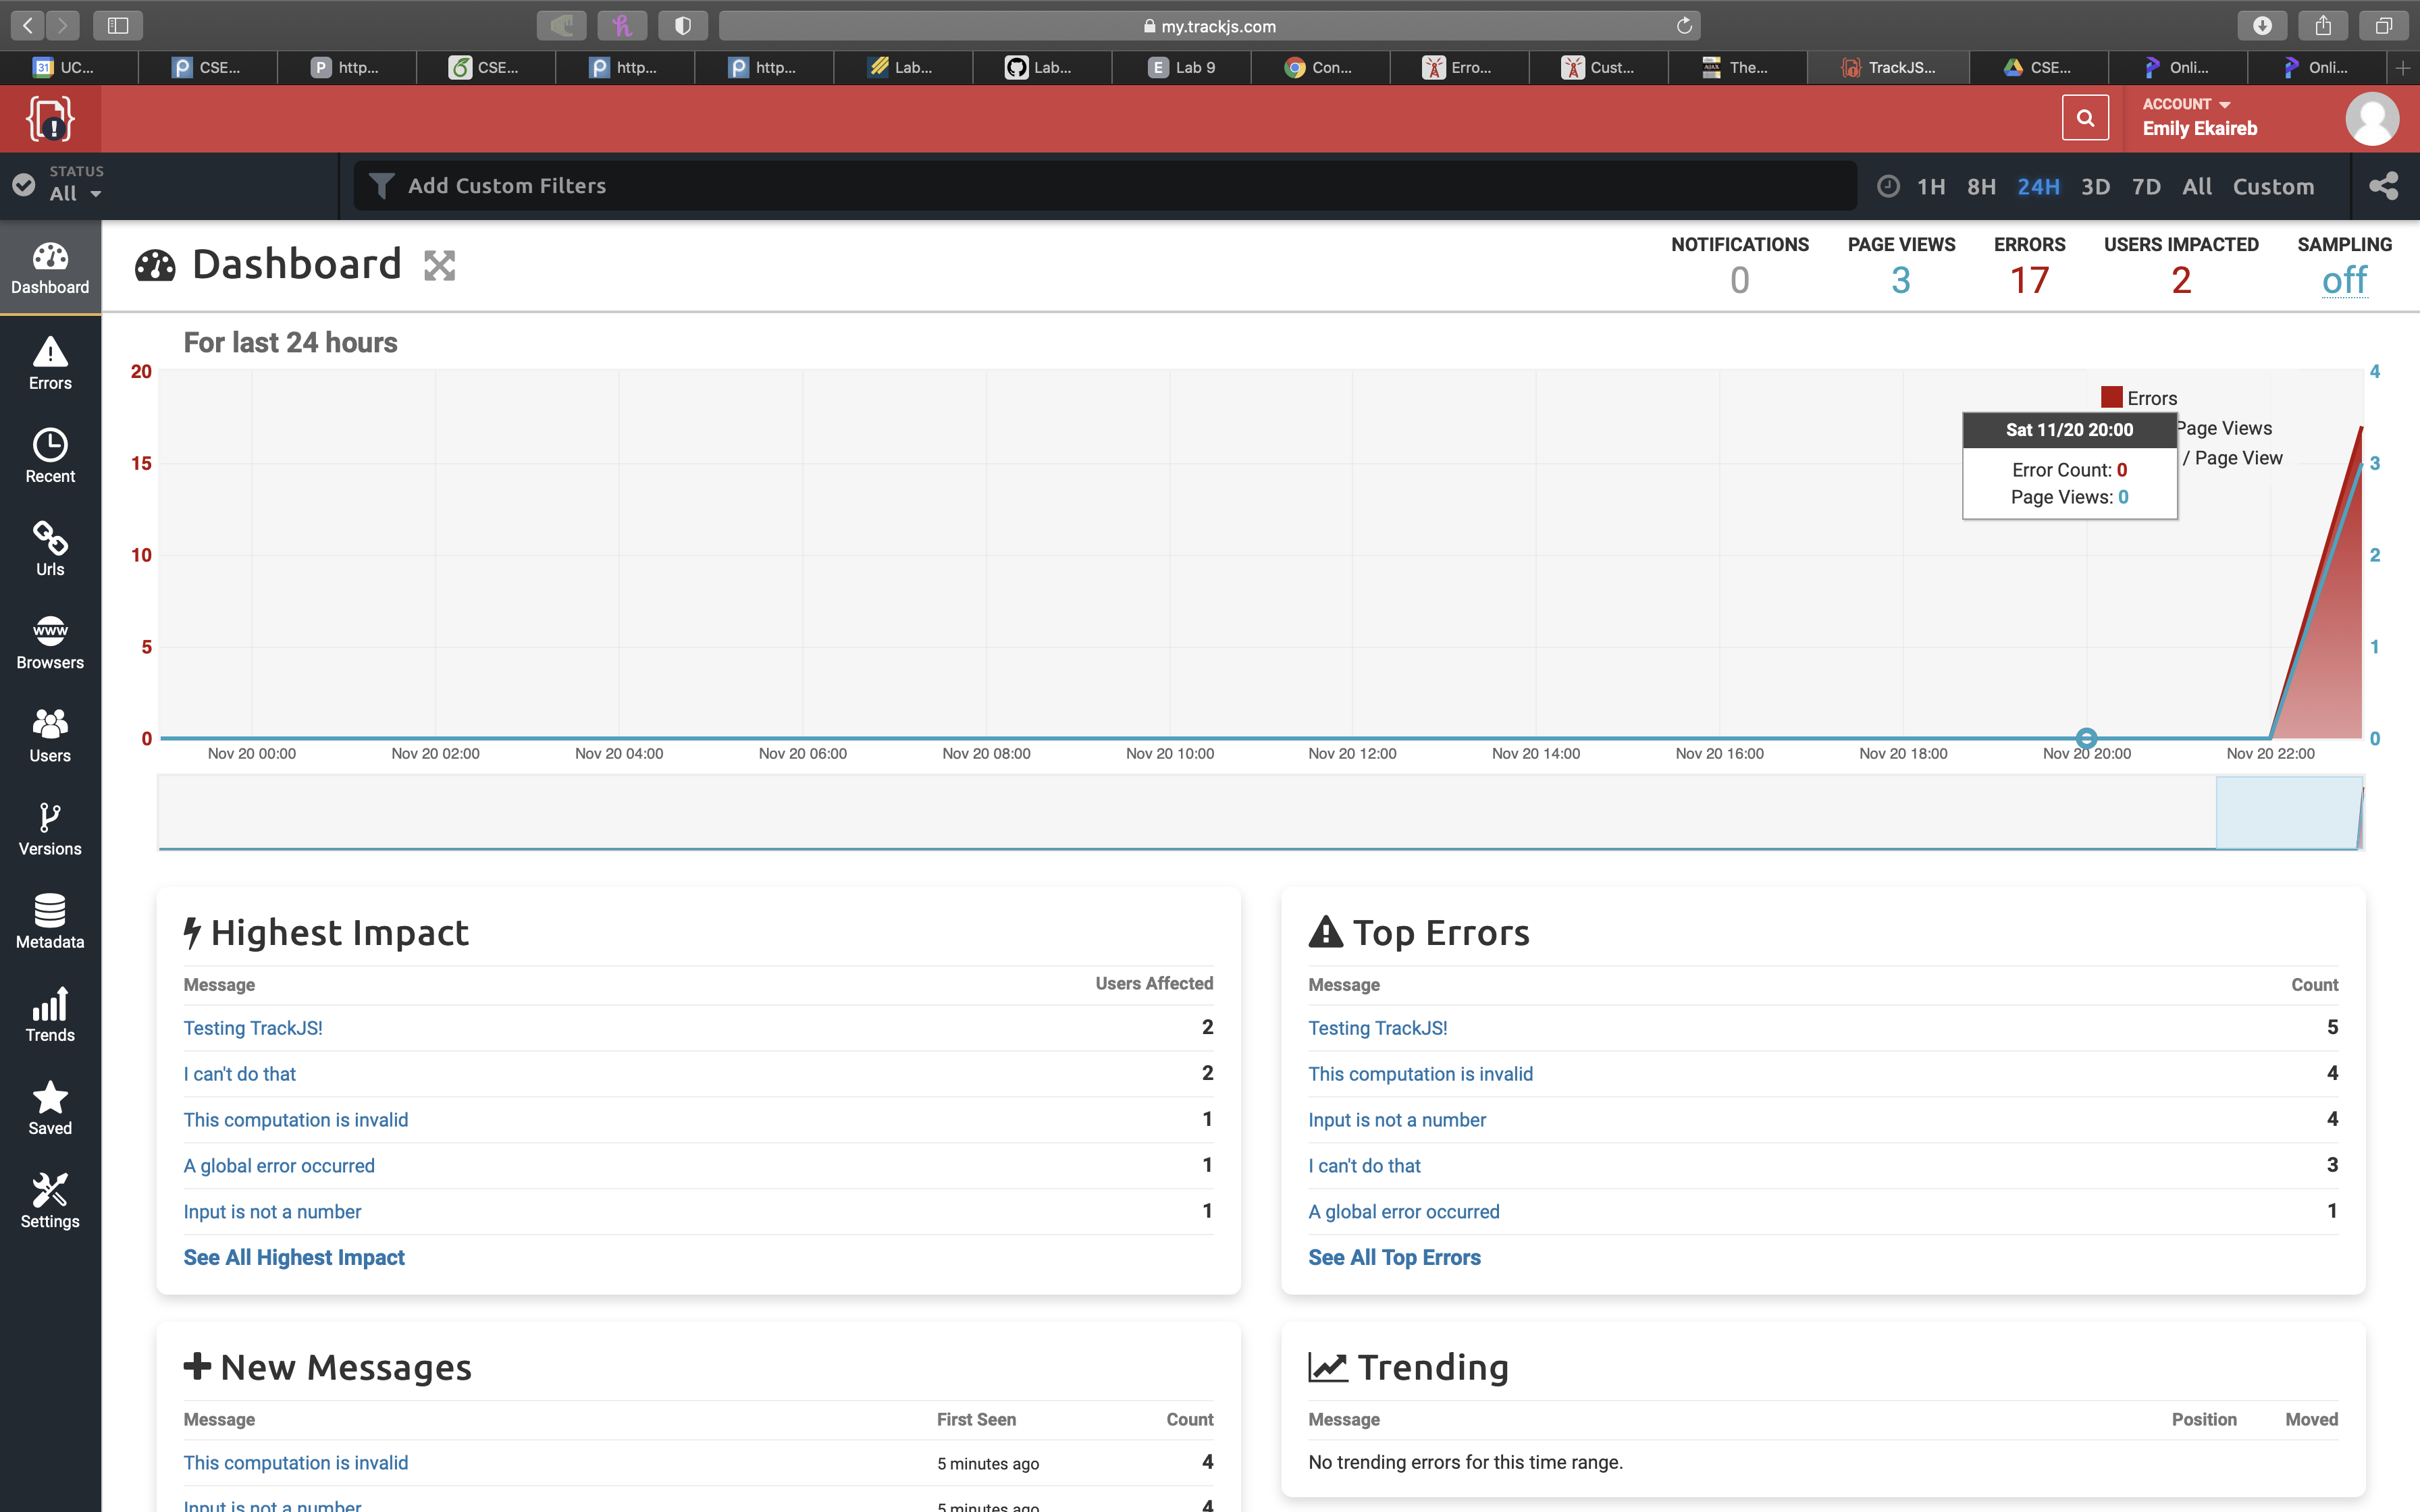 my.trackjs.com
31 UC...
P CSE...
P http...
CSE...
P http...
P http...
Lab...
Lab...
E Lab 9
Con...
Erro...
Cust...
AJAX The...
TrackJS...
CSE...
Onli...
Onli...
ACCOUNT
Emily Ekaireb
STATUS
All
Add Custom Filters
1H 8H 24H 3D 7D All Custom
Dashboard
Errors
Recent
Urls
www
Browsers
Users
Versions
Metadata
Trends
Saved
Settings
Dashboard
NOTIFICATIONS
0
PAGE VIEWS
3
ERRORS
17
USERS IMPACTED
2
SAMPLING
off
For last 24 hours
20
15
10
5
0
4
3
2
1
0
Errors
Page Views
/ Page View
Sat 11/20 20:00
Error Count: 0
Page Views: 0
Nov 20 00:00
Nov 20 02:00
Nov 20 04:00
Nov 20 06:00
Nov 20 08:00
Nov 20 10:00
Nov 20 12:00
Nov 20 14:00
Nov 20 16:00
Nov 20 18:00
Nov 20 20:00
Nov 20 22:00
Highest Impact
Message Users Affected
Testing TrackJS! 2
I can't do that 2
This computation is invalid 1
A global error occurred 1
Input is not a number 1
See All Highest Impact
Top Errors
Message Count
Testing TrackJS! 5
This computation is invalid 4
Input is not a number 4
I can't do that 3
A global error occurred 1
See All Top Errors
New Messages
Message First Seen Count
This computation is invalid 5 minutes ago 4
Input is not a number 5 minutes ago 4
Trending
Message Position Moved
No trending errors for this time range.